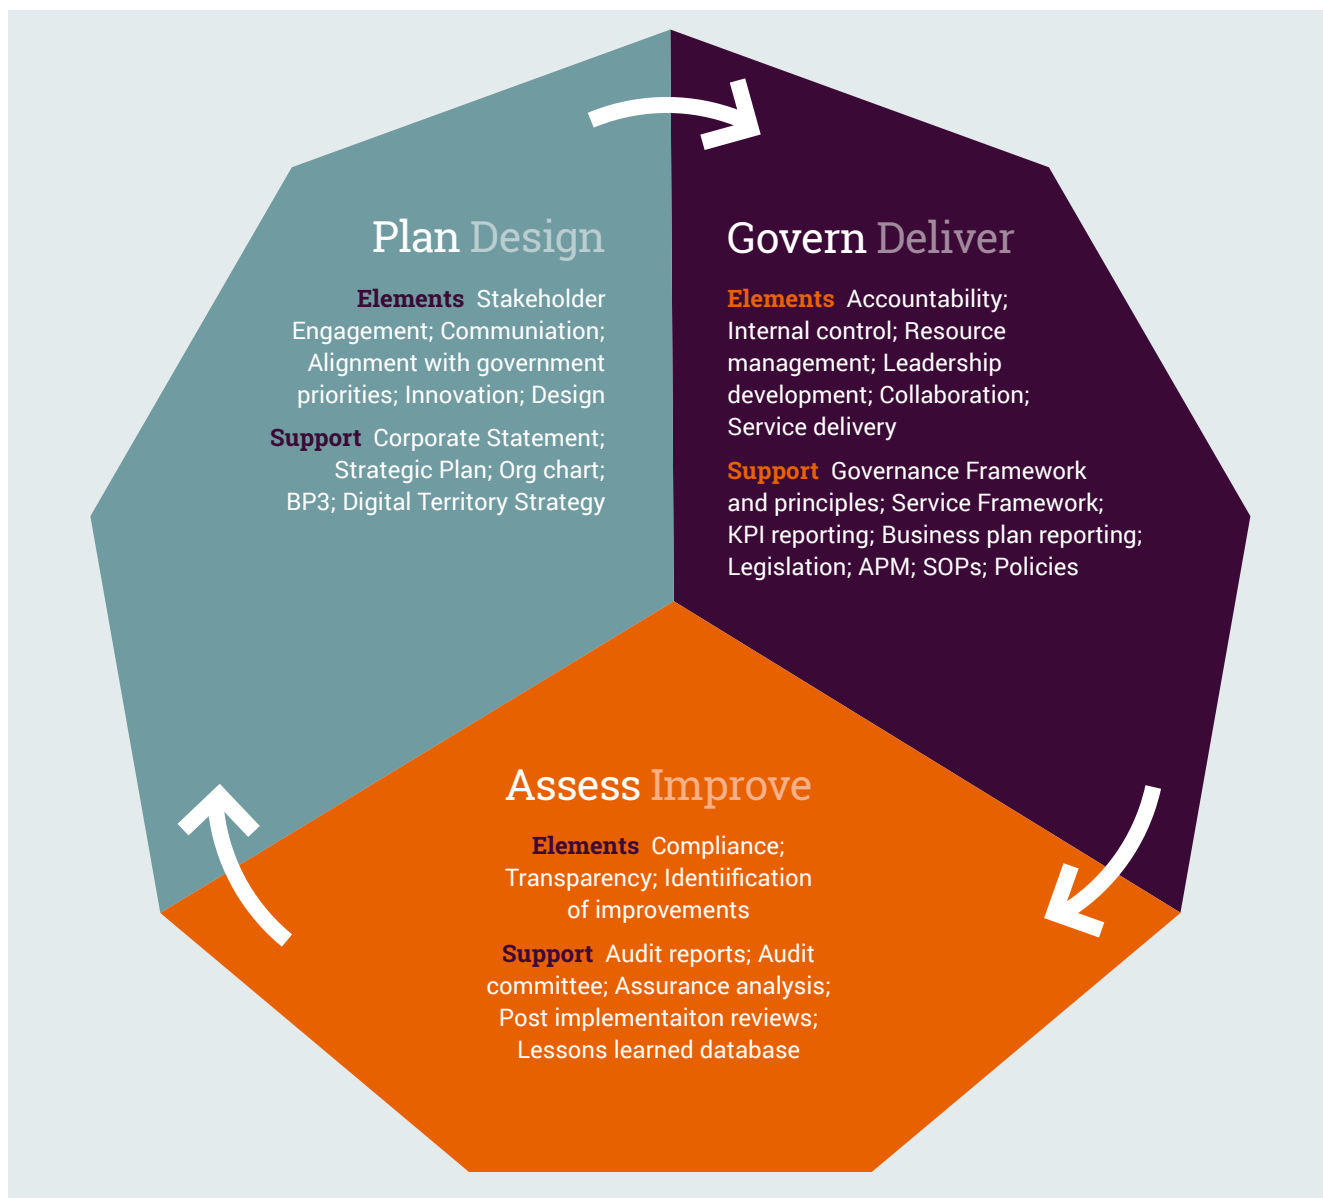 Plan Design
Elements Stakeholder
Engagement; Communiation;
Alignment with government
priorities; Innovation; Design
Support Corporate Statement;
Strategic Plan; Org chart;
BP3; Digital Territory Strategy
Govern Deliver
Elements Accountability;
Internal control; Resource
management; Leadership
development; Collaboration;
Service delivery
Support Governance Framework
and principles; Service Framework;
KPI reporting; Business plan reporting;
Legislation; APM; SOPs; Policies
Assess Improve
Elements Compliance;
Transparency; Identiification
of improvements
Support Audit reports; Audit
committee; Assurance analysis;
Post implementaiton reviews;
Lessons learned database